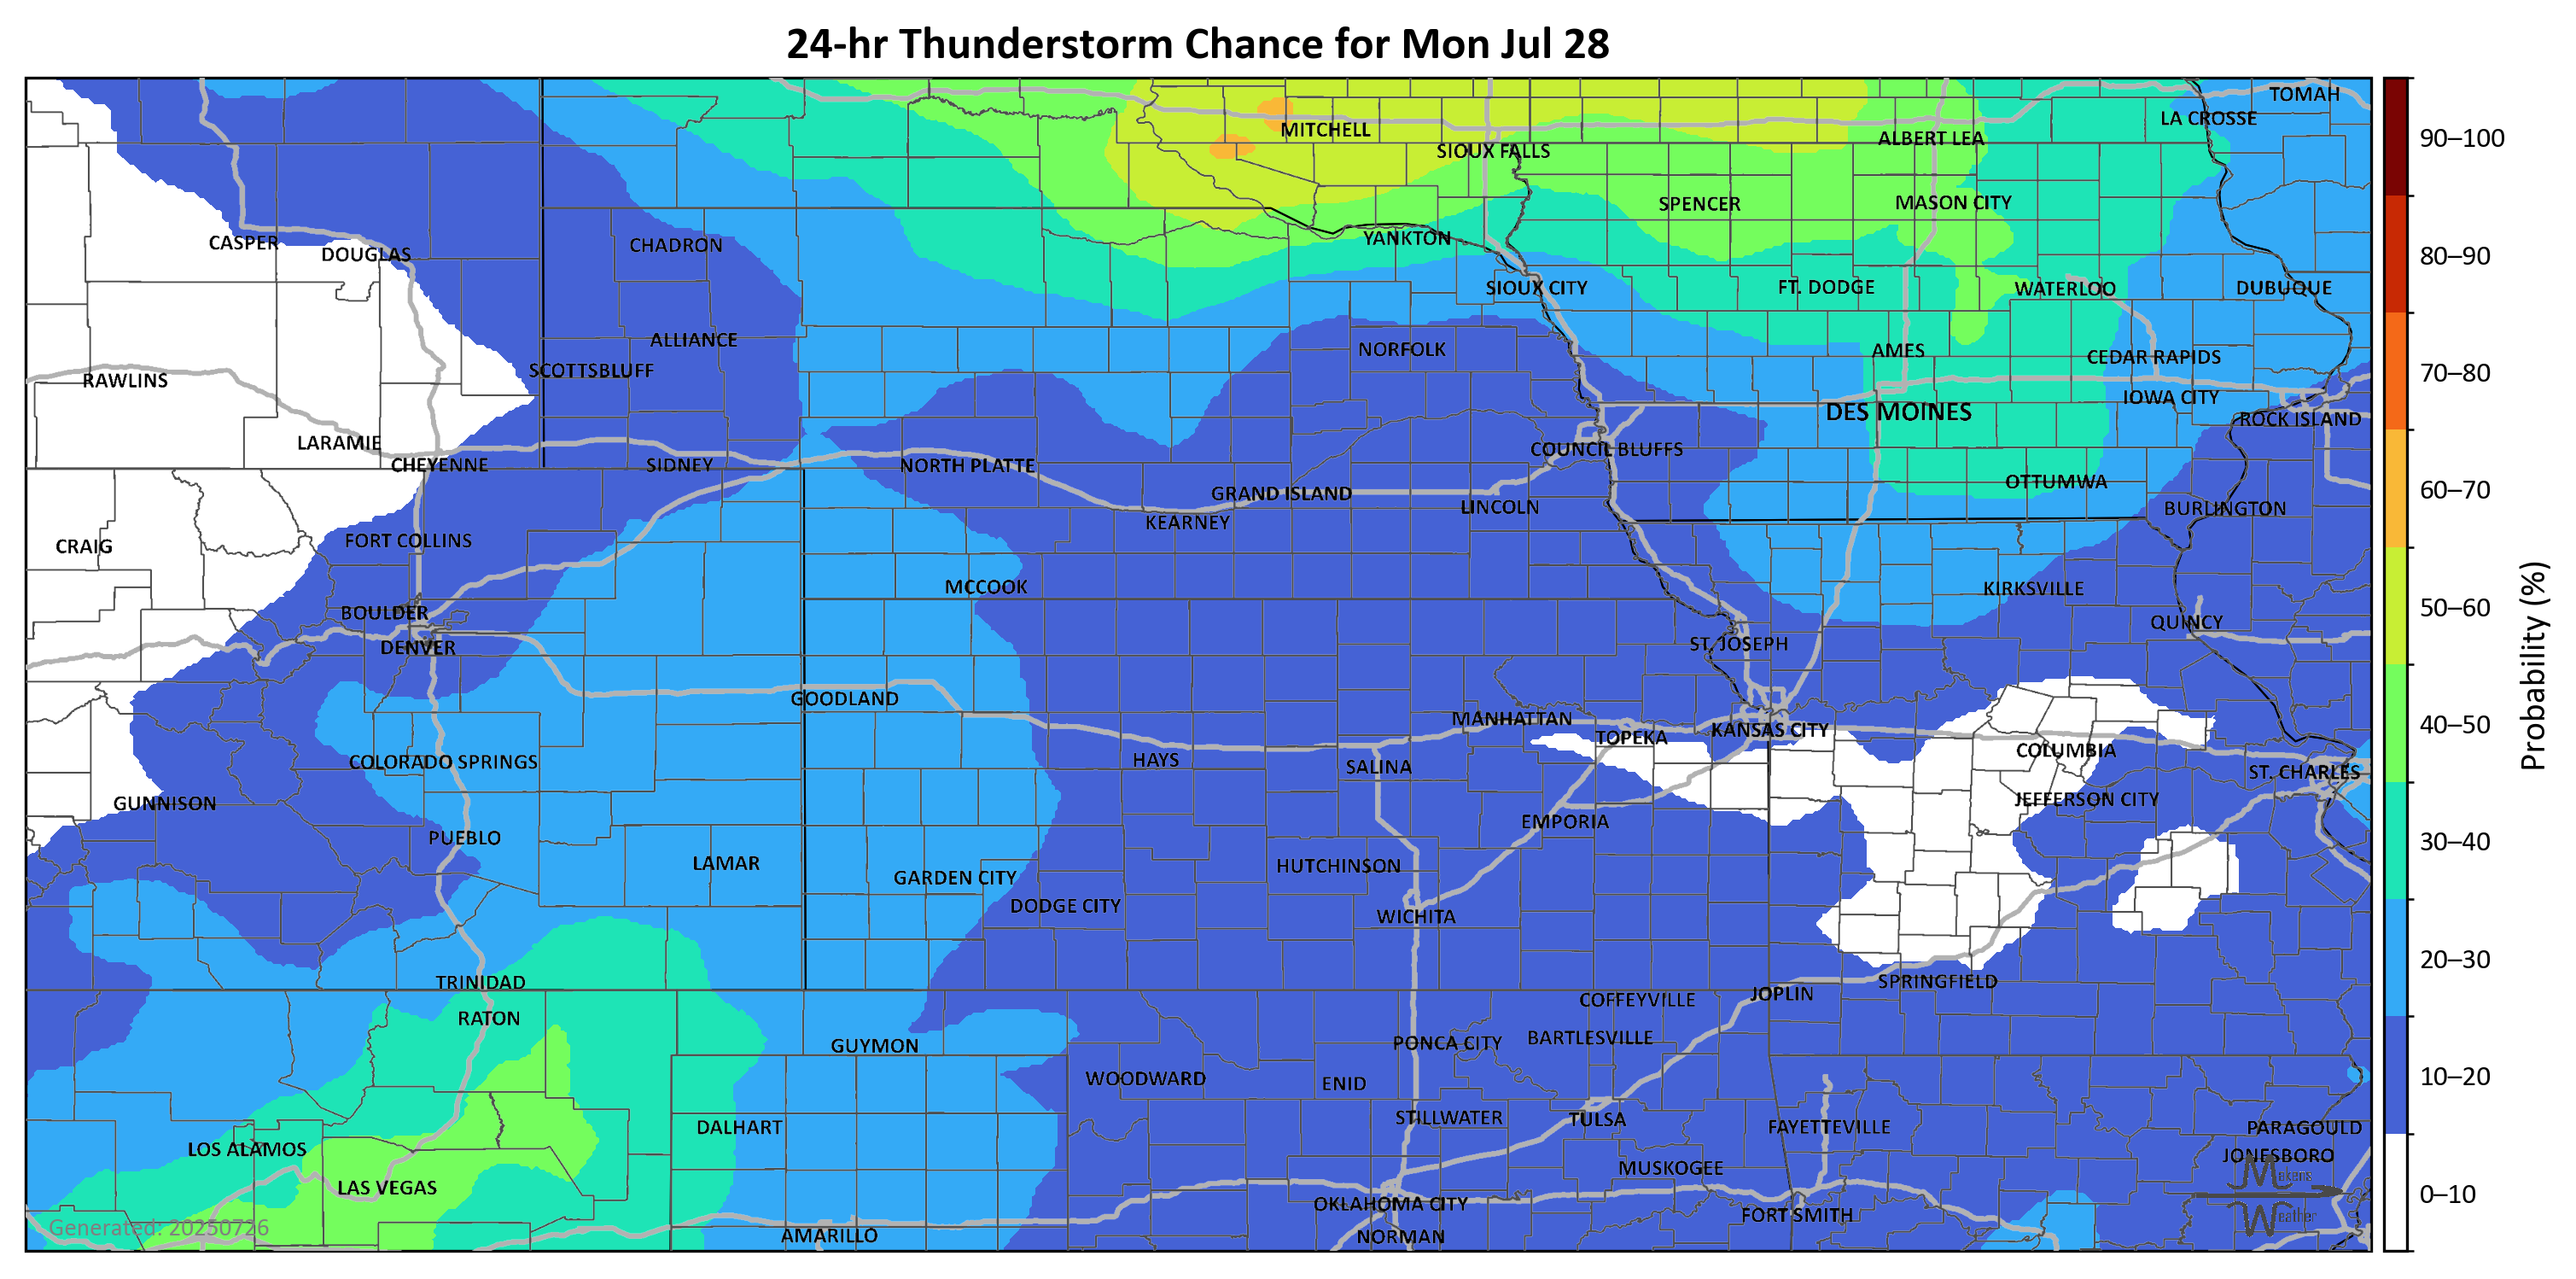 24-hr Thunderstorm Chance for Mon Jul 28
TOMAH
LA CROSSE
MITCHELL
ALBERT LEA
SIOUX FALLS
SPENCER
MASON CITY
YANKTON
CASPER
CHADRON
DOUGLAS
SIOUX CITY
FT. DODGE
WATERLOO
DUBUQUE
ALLIANCE
NORFOLK
AMES
CEDAR RAPIDS
SCOTTSBLUFF
RAWLINS
IOWA CITY
DES MOINES
ROCK ISLAND
LARAMIE
COUNCIL BLUFFS
CHEYENNE
SIDNEY
NORTH PLATTE
OTTUMWA
GRAND ISLAND
LINCOLN
BURLINGTON
KEARNEY
FORT COLLINS
CRAIG
MCCOOK
KIRKSVILLE
BOULDER
QUINCY
DENVER
ST. JOSEPH
GOODLAND
MANHATTAN
KANSAS CITY
TOPEKA
COLUMBIA
COLORADO SPRINGS
HAYS
SALINA
ST. CHARLES
GUNNISON
JEFFERSON CITY
EMPORIA
PUEBLO
LAMAR
HUTCHINSON
GARDEN CITY
DODGE CITY
WICHITA
TRINIDAD
SPRINGFIELD
JOPLIN
COFFEYVILLE
RATON
BARTLESVILLE
PONCA CITY
GUYMON
WOODWARD
ENID
STILLWATER
TULSA
DALHART
FAYETTEVILLE
PARAGOULD
LOS ALAMOS
JONESBORO
MUSKOGEE
LAS VEGAS
OKLAHOMA CITY
FORT SMITH
AMARILLO
NORMAN
Generated: 20250726
Makens
Weather
90–100
80–90
70–80
60–70
50–60
40–50
30–40
20–30
10–20
0–10
Probability (%)